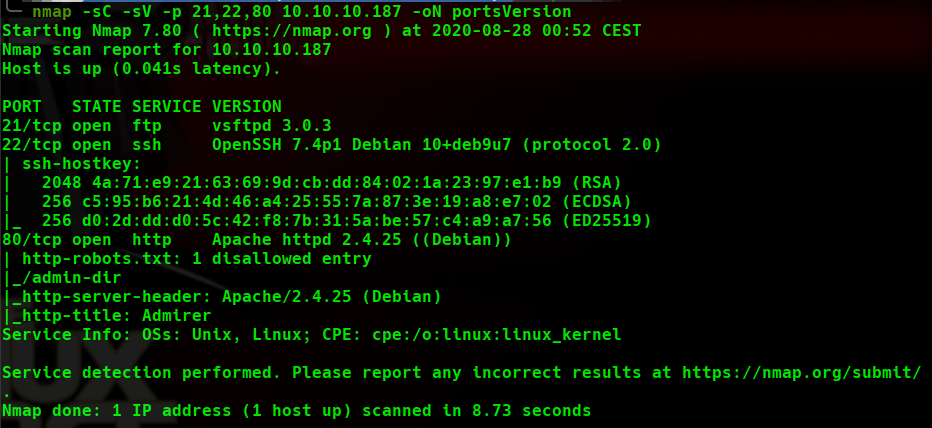 nmap -sC -sV -p 21,22,80 10.10.10.187 -oN portsVersion
Starting Nmap 7.80 ( https://nmap.org ) at 2020-08-28 00:52 CEST
Nmap scan report for 10.10.10.187
Host is up (0.041s latency).

PORT   STATE SERVICE VERSION
21/tcp open  ftp     vsftpd 3.0.3
22/tcp open  ssh     OpenSSH 7.4p1 Debian 10+deb9u7 (protocol 2.0)
| ssh-hostkey:
|   2048 4a:71:e9:21:63:69:9d:cb:dd:84:02:1a:23:97:e1:b9 (RSA)
|   256 c5:95:b6:21:4d:46:a4:25:55:7a:87:3e:19:a8:e7:02 (ECDSA)
|_  256 d0:2d:dd:d0:5c:42:f8:7b:31:5a:be:57:c4:a9:a7:56 (ED25519)
80/tcp open  http    Apache httpd 2.4.25 ((Debian))
| http-robots.txt: 1 disallowed entry
|_/admin-dir
|_http-server-header: Apache/2.4.25 (Debian)
|_http-title: Admirer
Service Info: OSs: Unix, Linux; CPE: cpe:/o:linux:linux_kernel

Service detection performed. Please report any incorrect results at https://nmap.org/submit/
.
Nmap done: 1 IP address (1 host up) scanned in 8.73 seconds